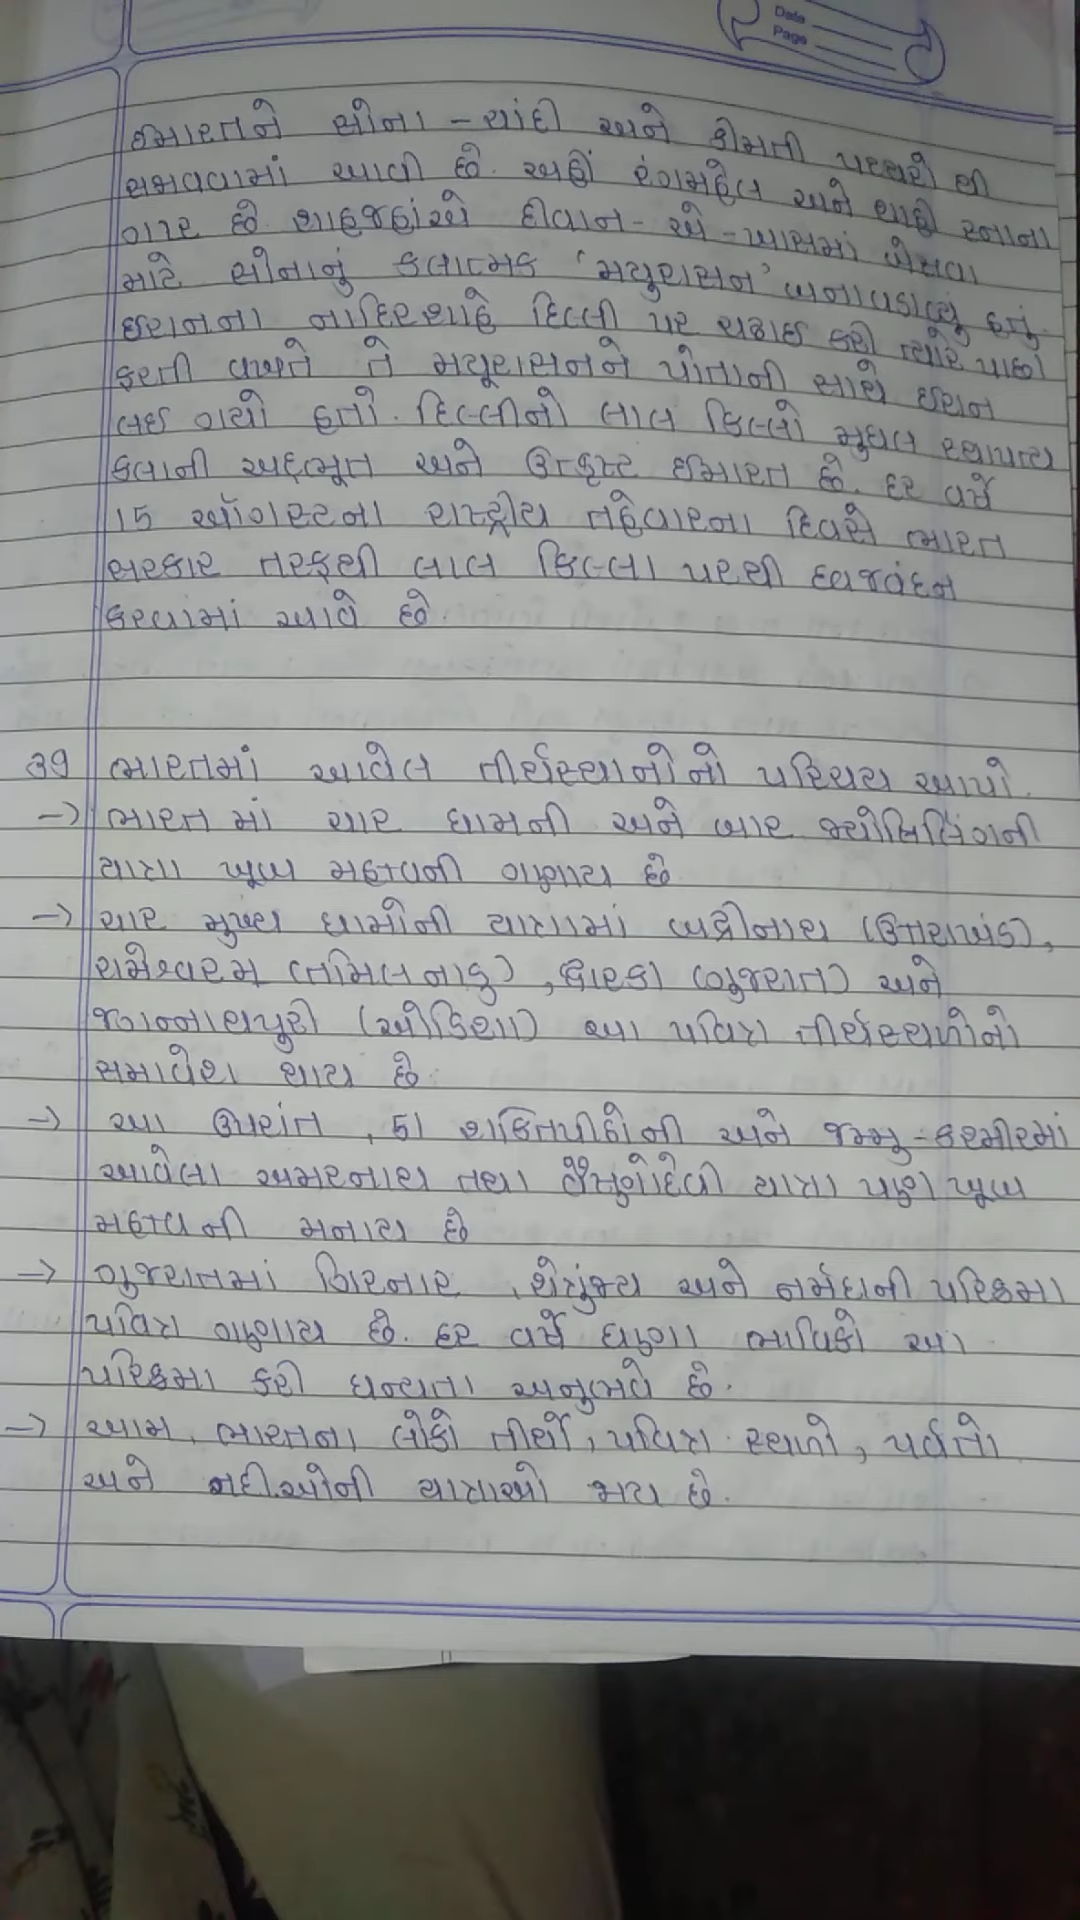 Date
Page
ઈમારતને સોના - ચાંદી અને કીમતી પથ્થરોથી
સજાવવામાં આવી છે. અહીં રંગમહેલ અને શાહી સ્નાના
ગાર છે. શાહજહાંએ દીવાન - એ - ખાસમાં બેસવા
માટે સોનાનું કલાત્મક 'મયુરાસન' બનાવડાવ્યું હતું.
ઈરાનના નાદિરશાહે દિલ્લી પર ચઢાઈ કરી ત્યારે પાછો
ફરતી વખતે તે મયૂરાસનને પોતાની સાથે ઈરાન
લઈ ગયો હતો. દિલ્લીનો લાલ કિલ્લો મુઘલ સ્થાપત્ય
કલાની અદભૂત અને ઉત્કૃષ્ટ ઈમારત છે. દર વર્ષે
15 ઑગસ્ટના રાષ્ટ્રીય તહેવારના દિવસે ભારત
સરકાર તરફથી લાલ કિલ્લા પરથી ધ્વજવંદન
કરવામાં આવે છે.
39 ભારતમાં આવેલ તીર્થસ્થાનોનો પરિચય આપો.
→ ભારત માં ચાર ધામની અને બાર જ્યોતિર્લિંગની
યાત્રા ખૂબ મહત્વની ગણાય છે
→ ચાર મુખ્ય ધામોની યાત્રામાં બદ્રીનાથ (ઉત્તરાખંડ),
રામેશ્વરમ (તમિલનાડુ), દ્વારકા (ગુજરાત) અને
જગન્નાથપુરી (ઓડિશા) આ પવિત્ર તીર્થસ્થળોનો
સમાવેશ થાય છે.
→ આ ઉપરાંત, 51 શક્તિપીઠોની અને જમ્મુ - કશ્મીરમાં
આવેલા અમરનાથ તથા વૈષ્ણોદેવી યાત્રા પણ ખૂબ
મહત્વ ની મનાય છે
→ ગુજરાતમાં ગિરનાર, શેત્રુંજ્ય અને નર્મદાની પરિક્રમા
પવિત્ર ગણાય છે. દર વર્ષે ઘણા ભાવિકો આ
પરિક્રમા કરી ધન્યતા અનુભવે છે.
→ આમ, ભારતના લોકો તીર્થો, પવિત્ર સ્થળો, પર્વતો
અને નદીઓની યાત્રાઓ જાય છે.